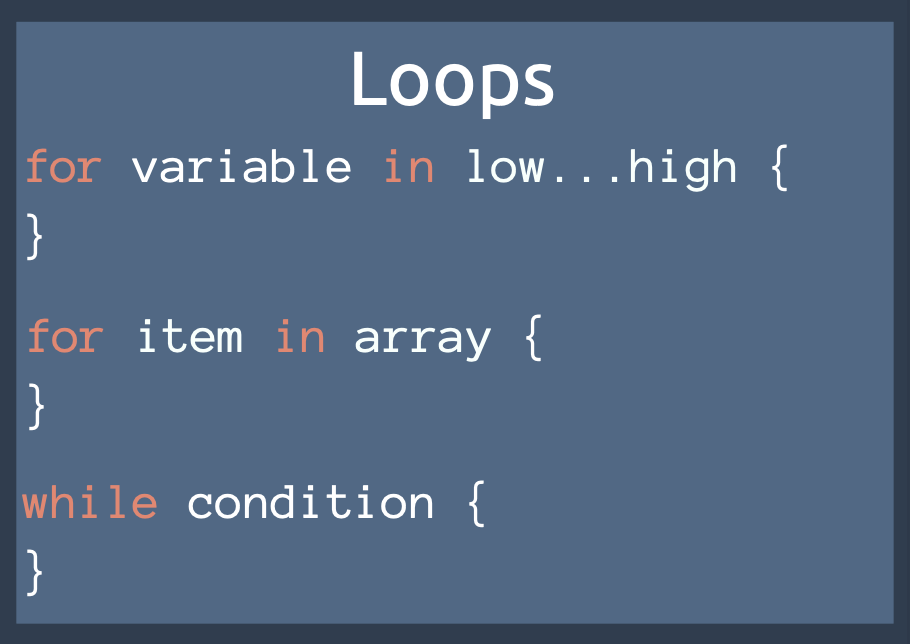 Loops
for variable in low...high {
}
for item in array {
}
while condition {
}